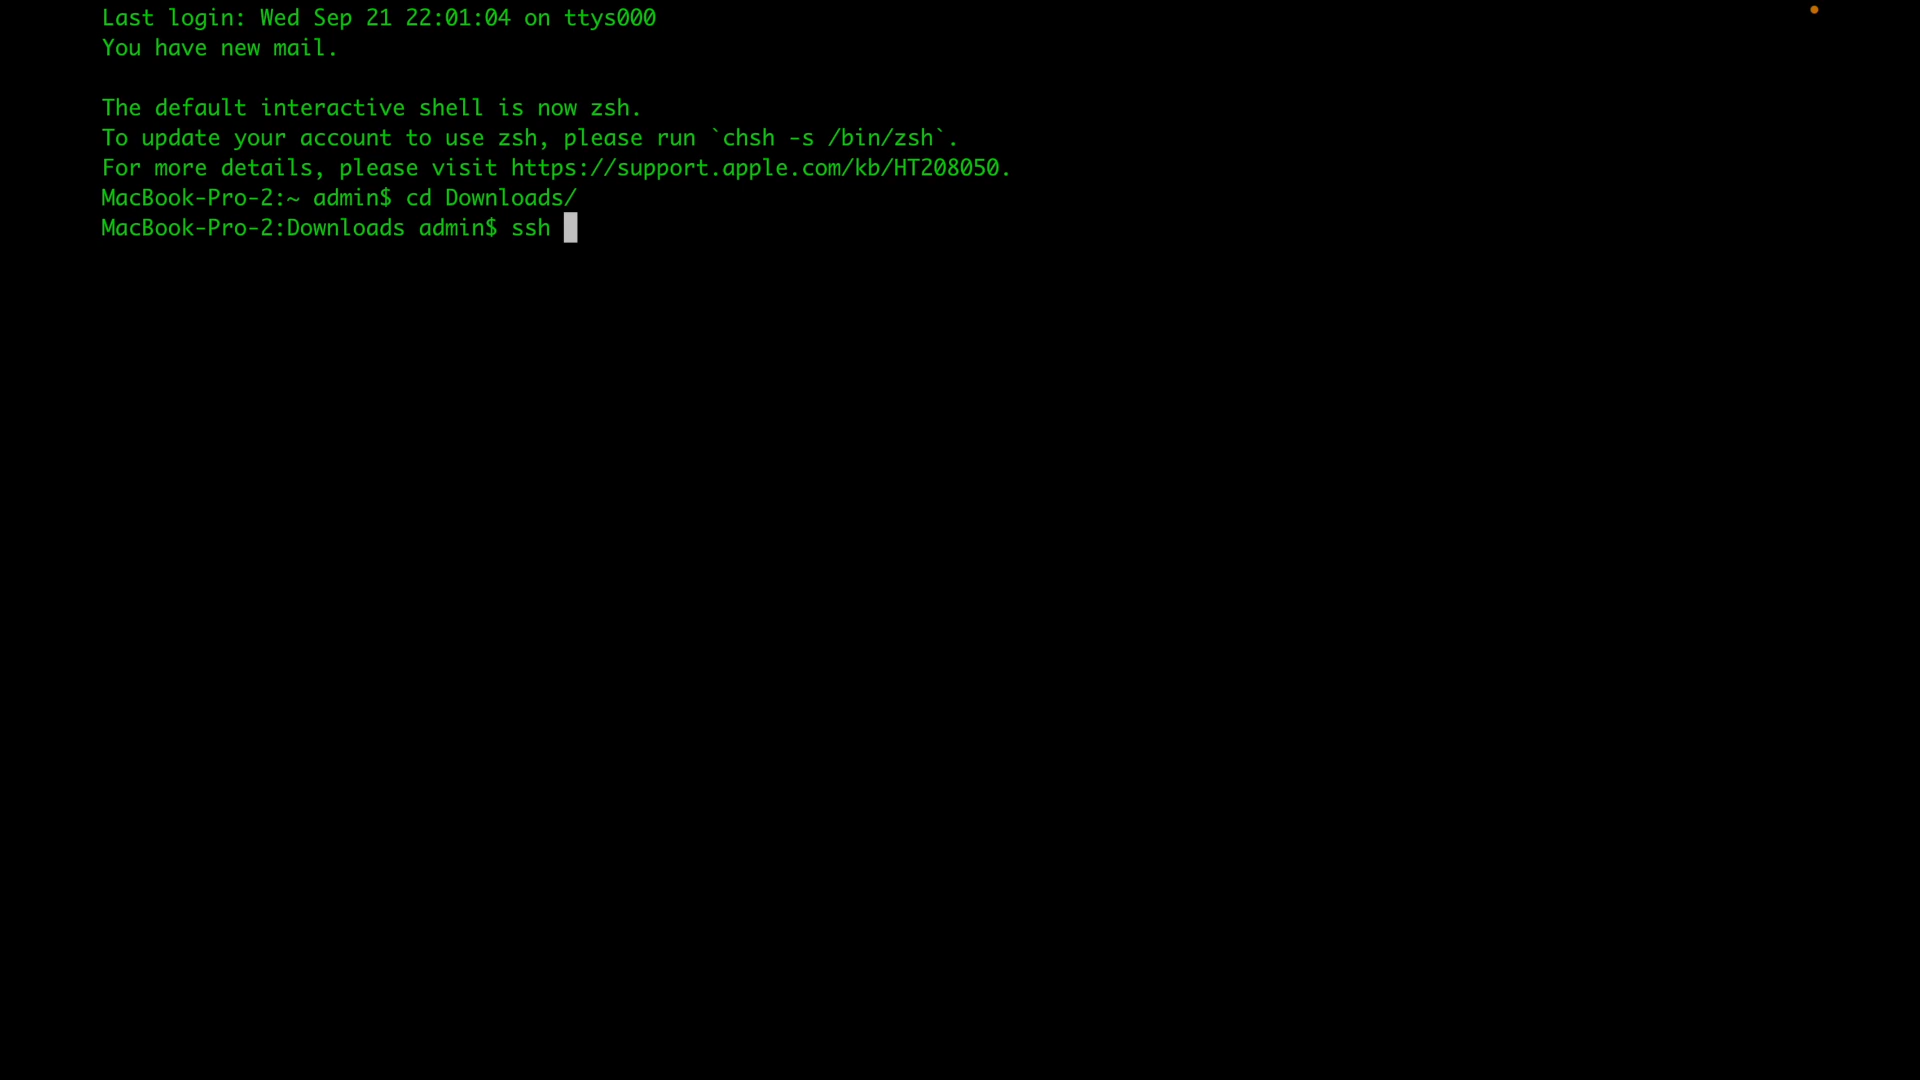 Last login: Wed Sep 21 22:01:04 on ttys000
You have new mail.
The default interactive shell is now zsh.
To update your account to use zsh, please run `chsh -s /bin/zsh`.
For more details, please visit https://support.apple.com/kb/HT208050.
MacBook-Pro-2:~ admin$ cd Downloads/
MacBook-Pro-2:Downloads admin$ ssh